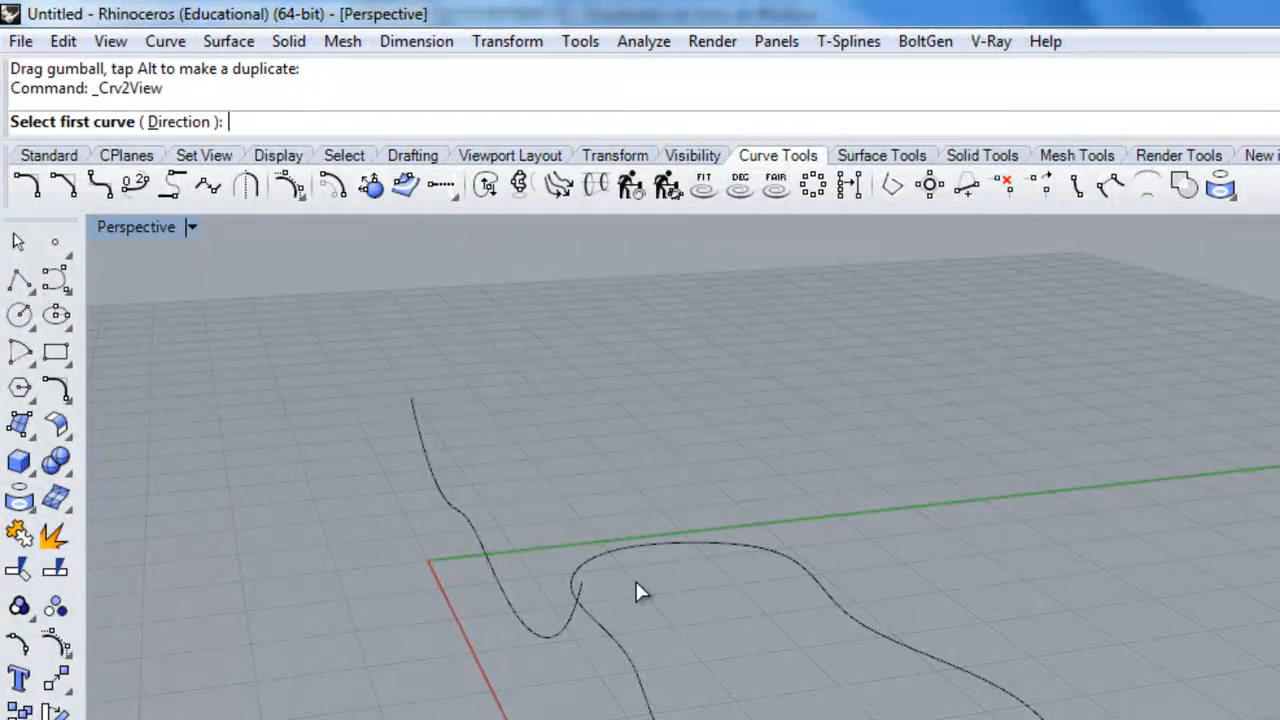 Untitled - Rhinoceros (Educational) (64-bit) - [Perspective]
File Edit View Curve Surface Solid Mesh Dimension Transform Tools Analyze Render Panels T-Splines BoltGen V-Ray Help
Drag gumball, tap Alt to make a duplicate:
Command: _Crv2View
Select first curve ( Direction ):
Standard CPlanes Set View Display Select Drafting Viewport Layout Transform Visibility Curve Tools Surface Tools Solid Tools Mesh Tools Render Tools New i
FIT DEG FAIR
Perspective